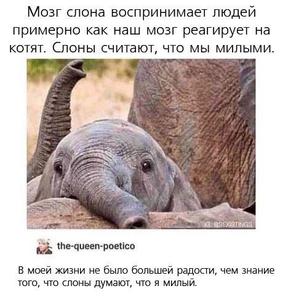 Мозг слона воспринимает людей
примерно как наш мозг реагирует на
котят. Слоны считают, что мы милыми.
the-queen-poetico
В моей жизни не было большей радости, чем знание
того, что слоны думают, что я милый.